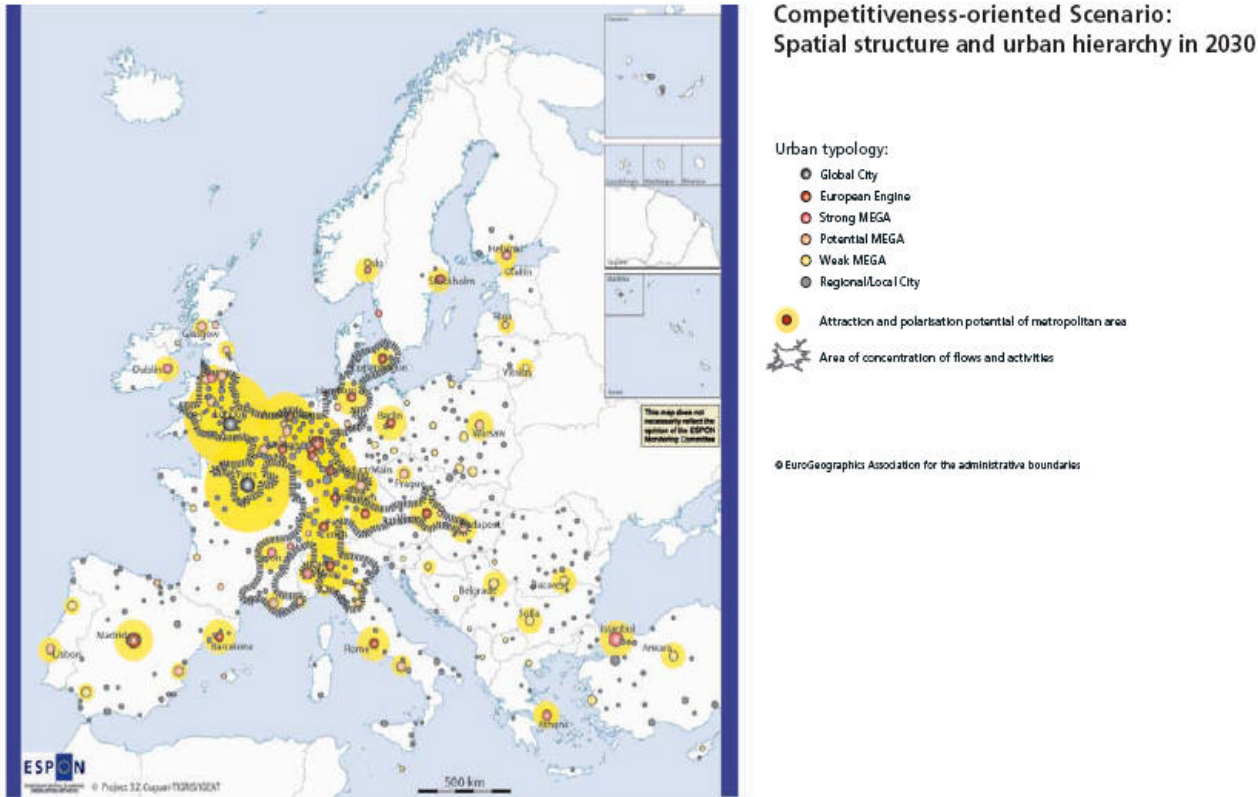 Competitiveness-oriented Scenario:
Spatial structure and urban hierarchy in 2030
Urban typology:
Global City
European Engine
Strong MEGA
Potential MEGA
Weak MEGA
Regional/Local City
Attraction and polarisation potential of metropolitan area
Area of concentration of flows and activities
This map does not
necessarily reflect the
opinion of the ESPON
Monitoring Committee
© EuroGeographics Association for the administrative boundaries
Oslo
Helsinki
Stockholm
Tallin
Riga
Glasgow
Dublin
Vilnius
Copenhagen
Berlin
Warsaw
Prague
Budapest
Belgrade
Bucarest
Sofia
Istanbul
Ankara
Madrid
Lisbon
Barcelona
Roma
Athens
ESPON
500 km